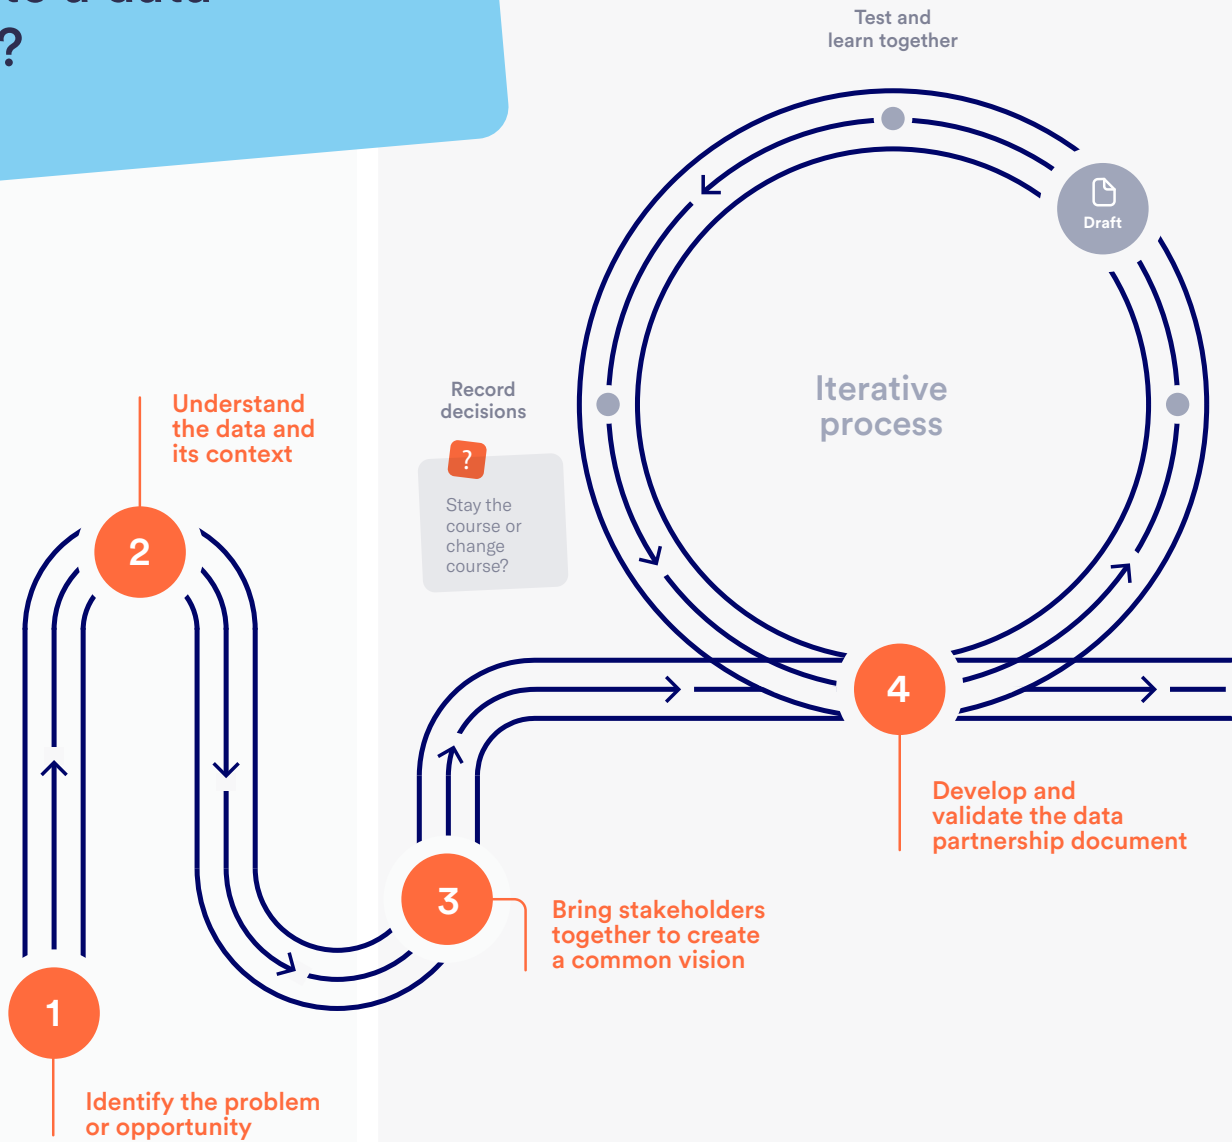 to a data
?
Test and
learn together
Draft
Iterative
process
Record
decisions
?
Stay the
course or
change
course?
Understand
the data and
its context
2
4
Develop and
validate the data
partnership document
3
Bring stakeholders
together to create
a common vision
1
Identify the problem
or opportunity